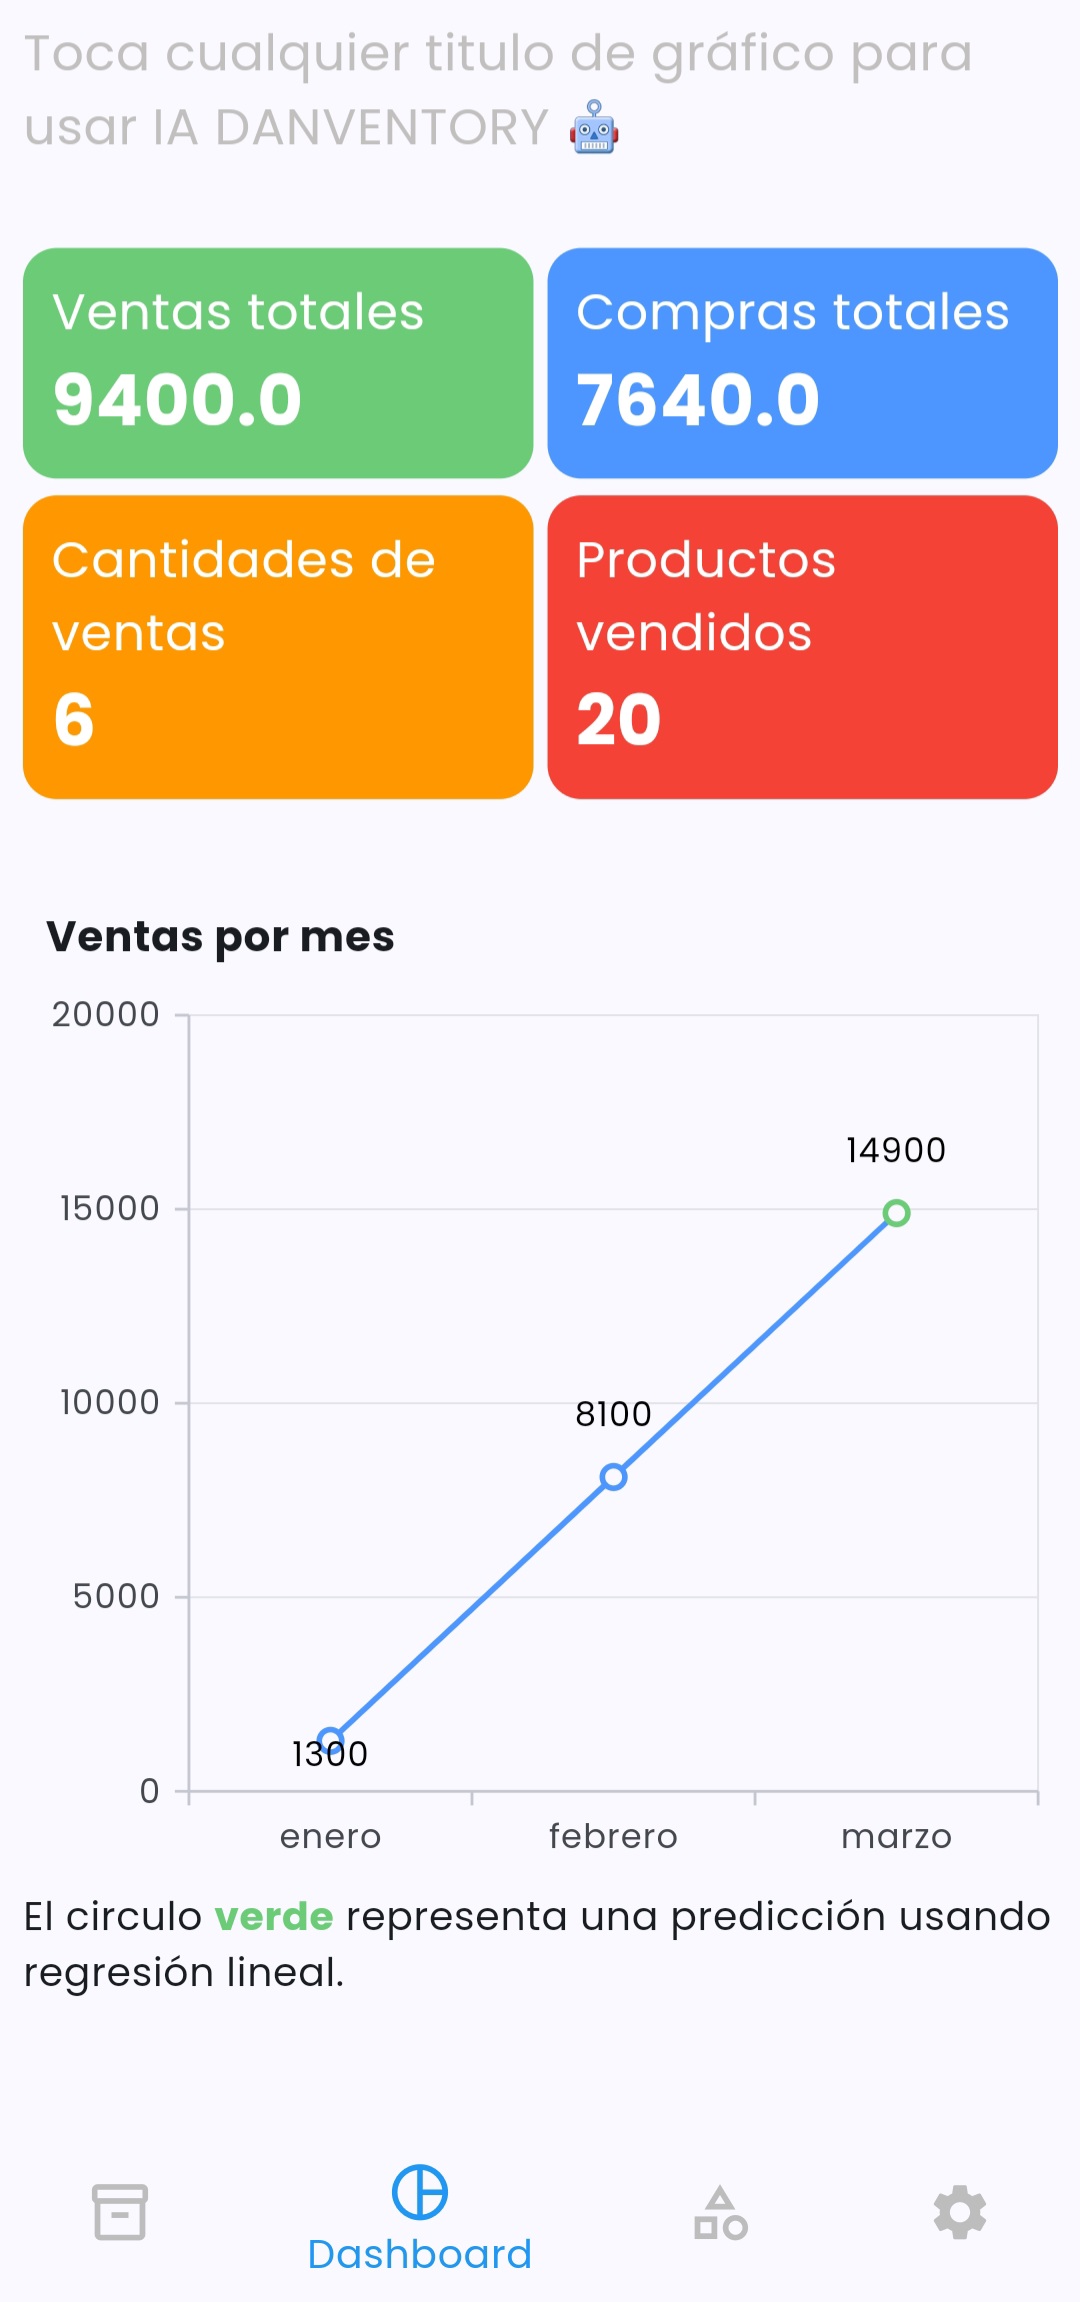 Toca cualquier titulo de gráfico para
usar IA DANVENTORY 🤖
Ventas totales
9400.0
Compras totales
7640.0
Cantidades de
ventas
6
Productos
vendidos
20
Ventas por mes
20000
15000
10000
5000
0
14900
8100
1300
enero
febrero
marzo
El circulo verde representa una predicción usando
regresión lineal.
Dashboard